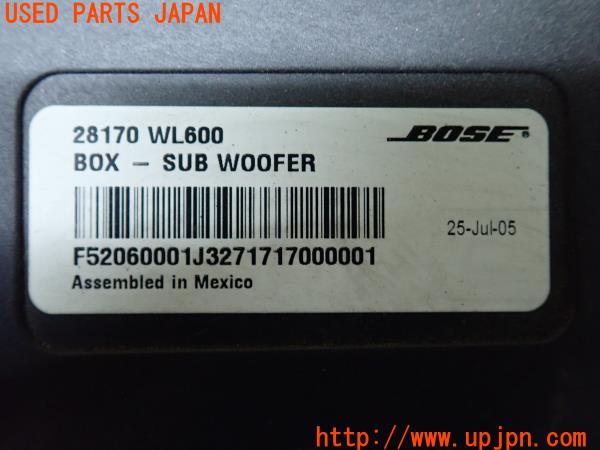 USED PARTS JAPAN
28170 WL600
BOSE®
BOX – SUB WOOFER
25-Jul-05
F52060001J3271717000001
Assembled in Mexico
http://www.upjpn.com/